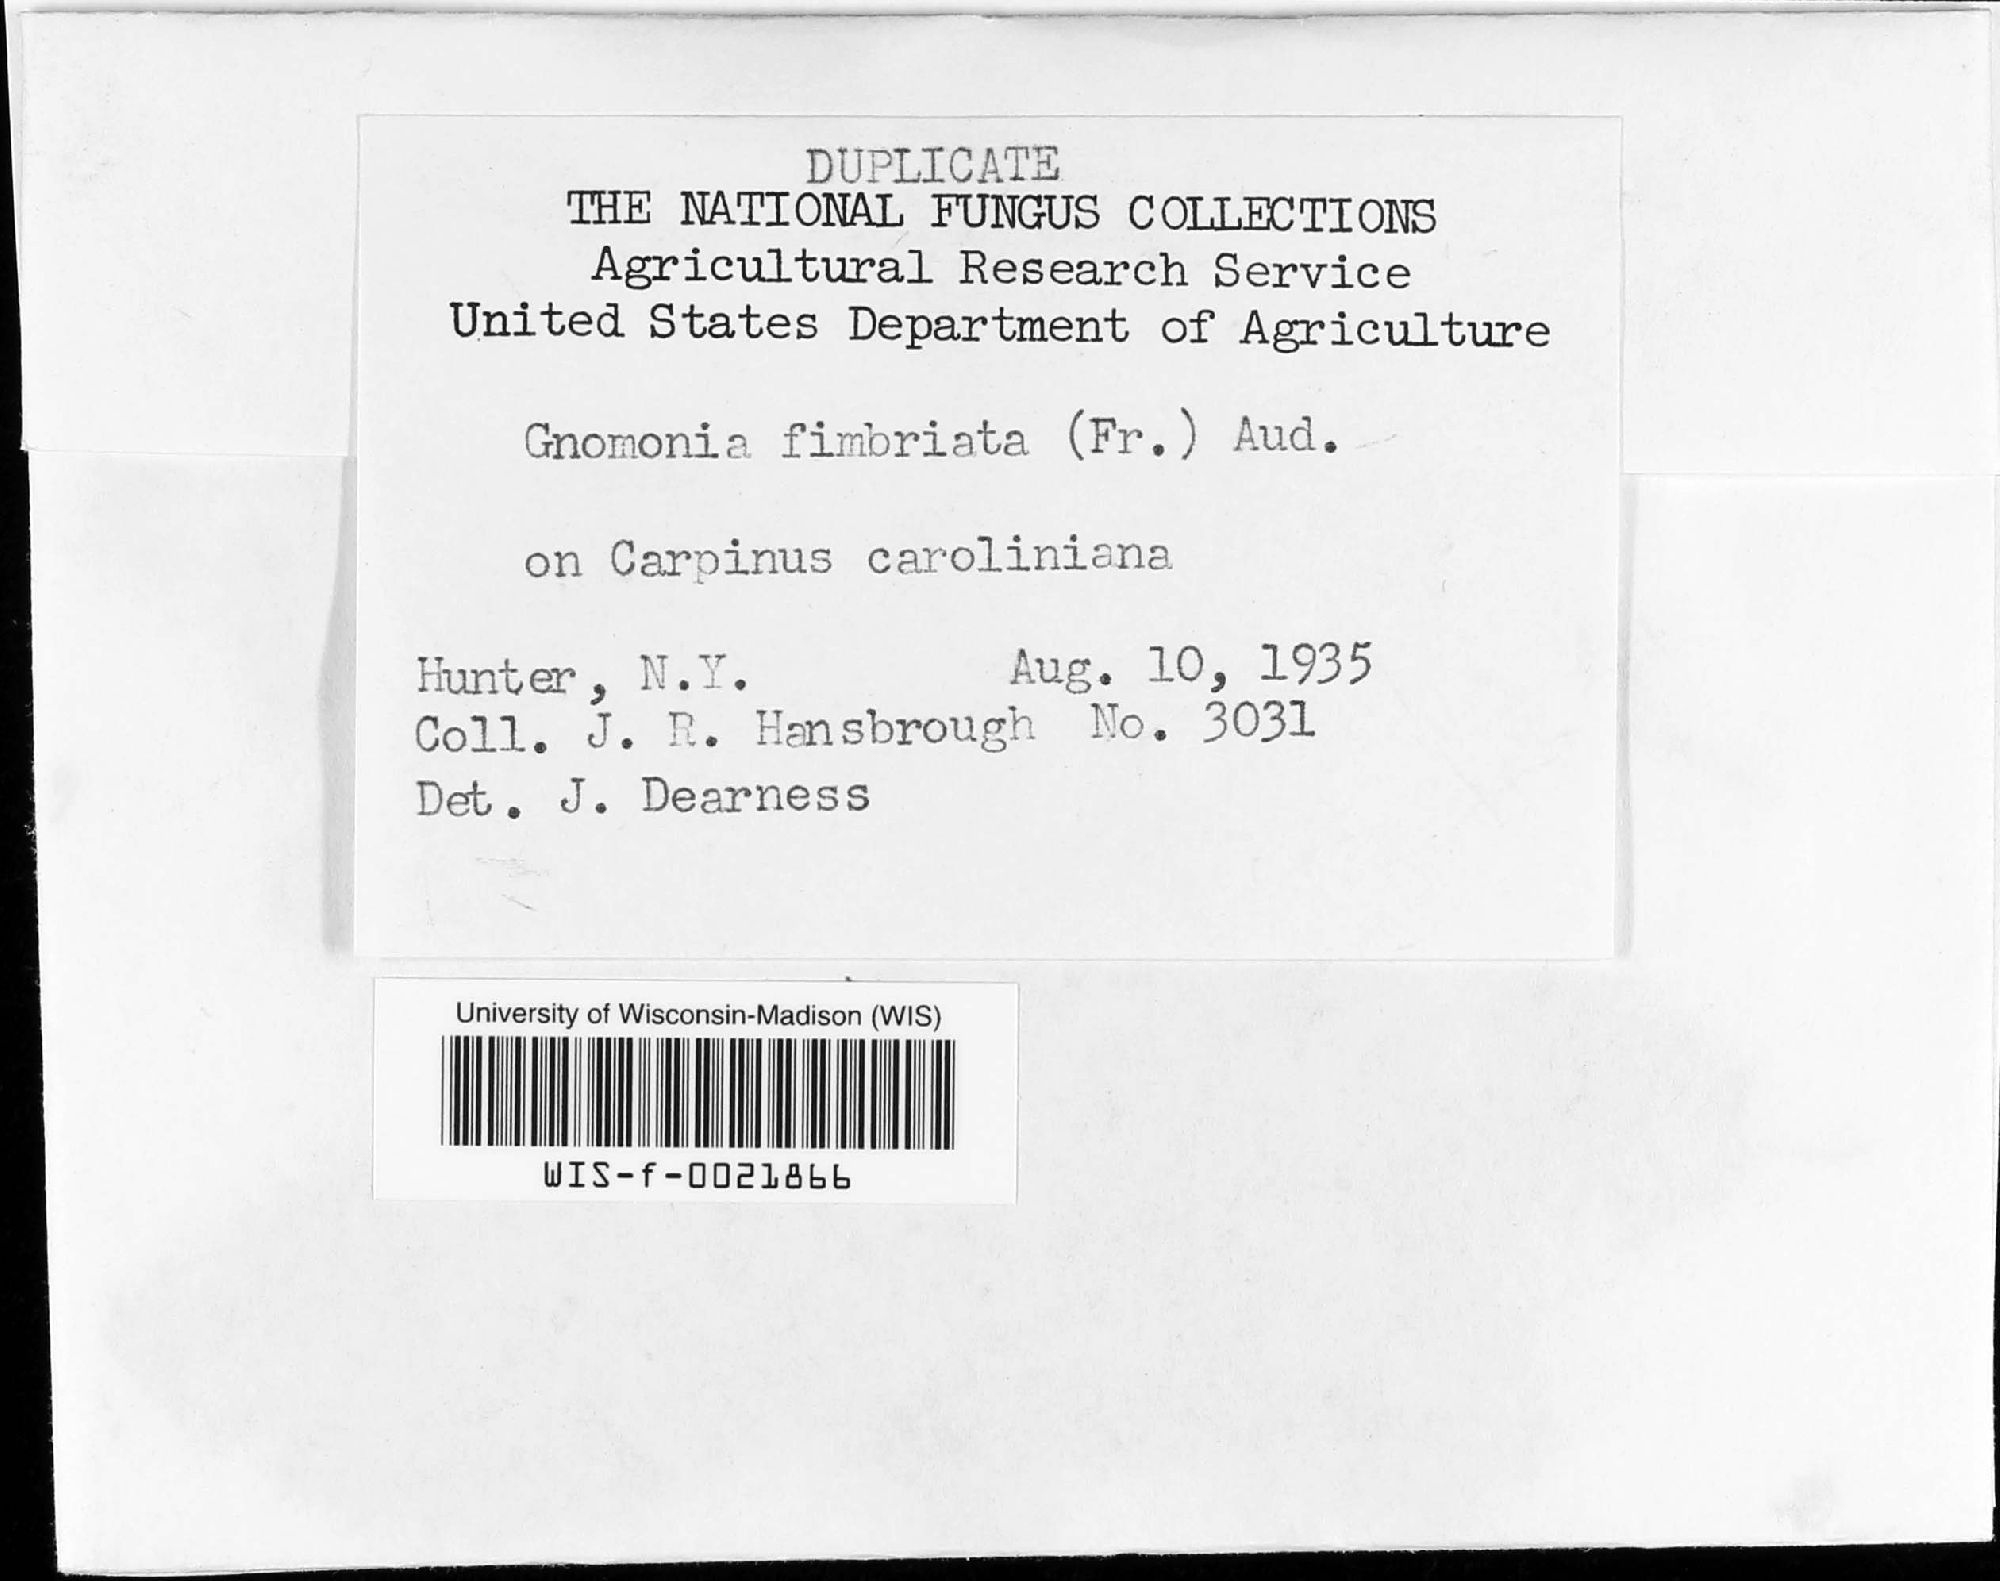 DUPLICATE
THE NATIONAL FUNGUS COLLECTIONS
Agricultural Research Service
United States Department of Agriculture
Gnomonia fimbriata (Fr.) Aud.
on Carpinus caroliniana
Hunter, N.Y. Aug. 10, 1935
Coll. J. R. Hansbrough No. 3031
Det. J. Dearness
University of Wisconsin-Madison (WIS)
WIS-f-0021866